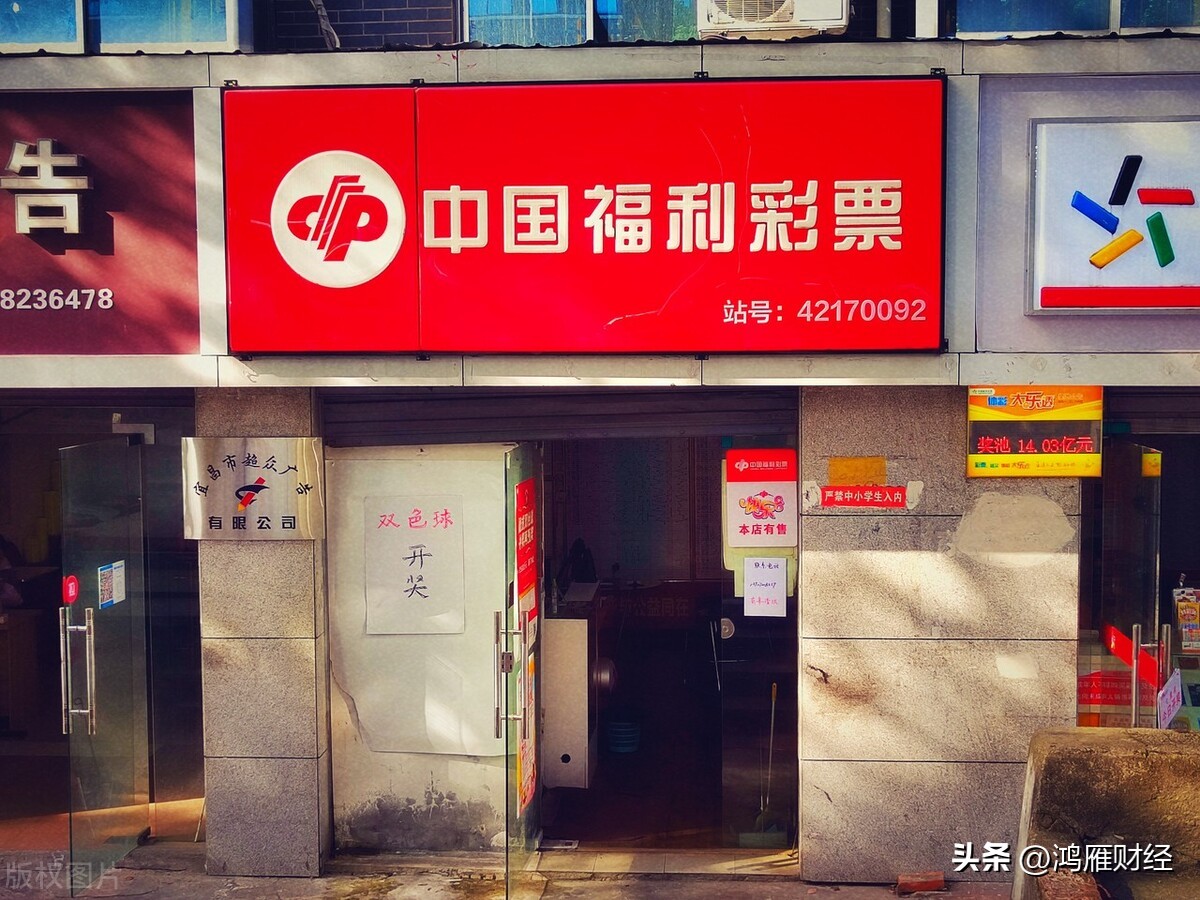 告
8236478
中国福利彩票
站号：42170092
体彩 大乐透
奖池 14.03亿元
宜昌市超众广告
有限公司
双色球
开
奖
中国福利彩票
本店有售
严禁中小学生入内
版权图片
头条 @鸿雁财经